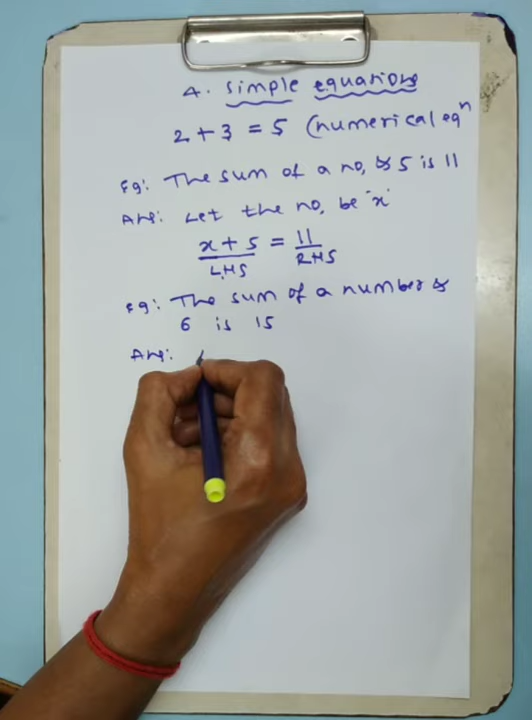 4. Simple equations
2 + 3 = 5 (numerical eqⁿ
Eg: The sum of a no, & 5 is 11
Ans: Let the no, be 'x'
x + 5 = 11
LHS RHS
Eg: The sum of a number &
6 is 15
Ans: